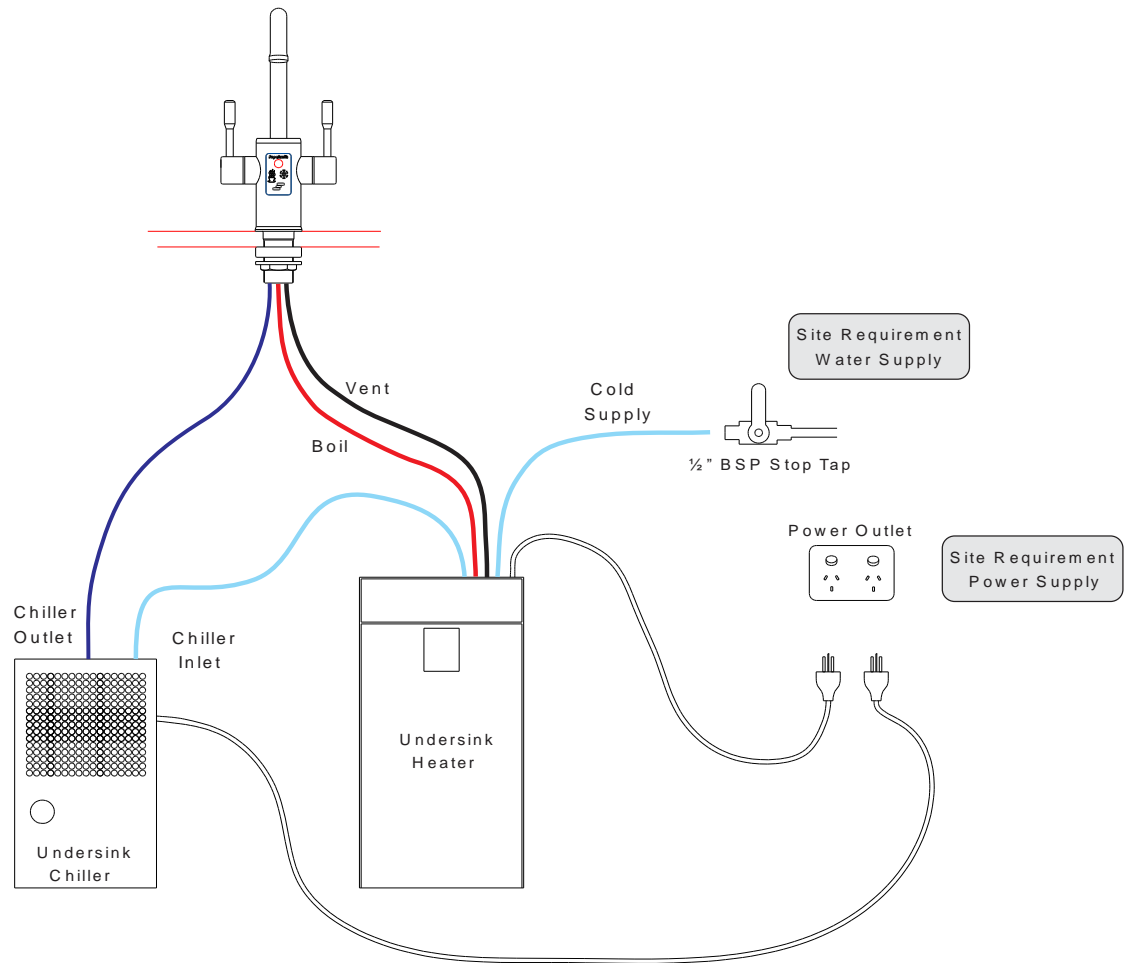 Site Requirement
Water Supply
Vent
Cold
Supply
Boil
½” BSP Stop Tap
Power Outlet
Site Requirement
Power Supply
Chiller
Outlet
Chiller
Inlet
Undersink
Heater
Undersink
Chiller